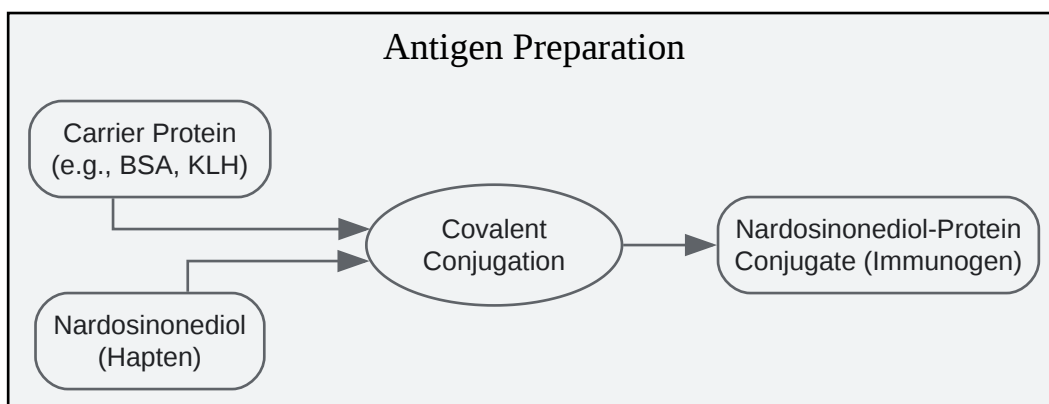 Antigen Preparation
Carrier Protein
(e.g., BSA, KLH)
Covalent
Conjugation
Nardosinonediol-Protein
Conjugate (Immunogen)
Nardosinonediol
(Hapten)